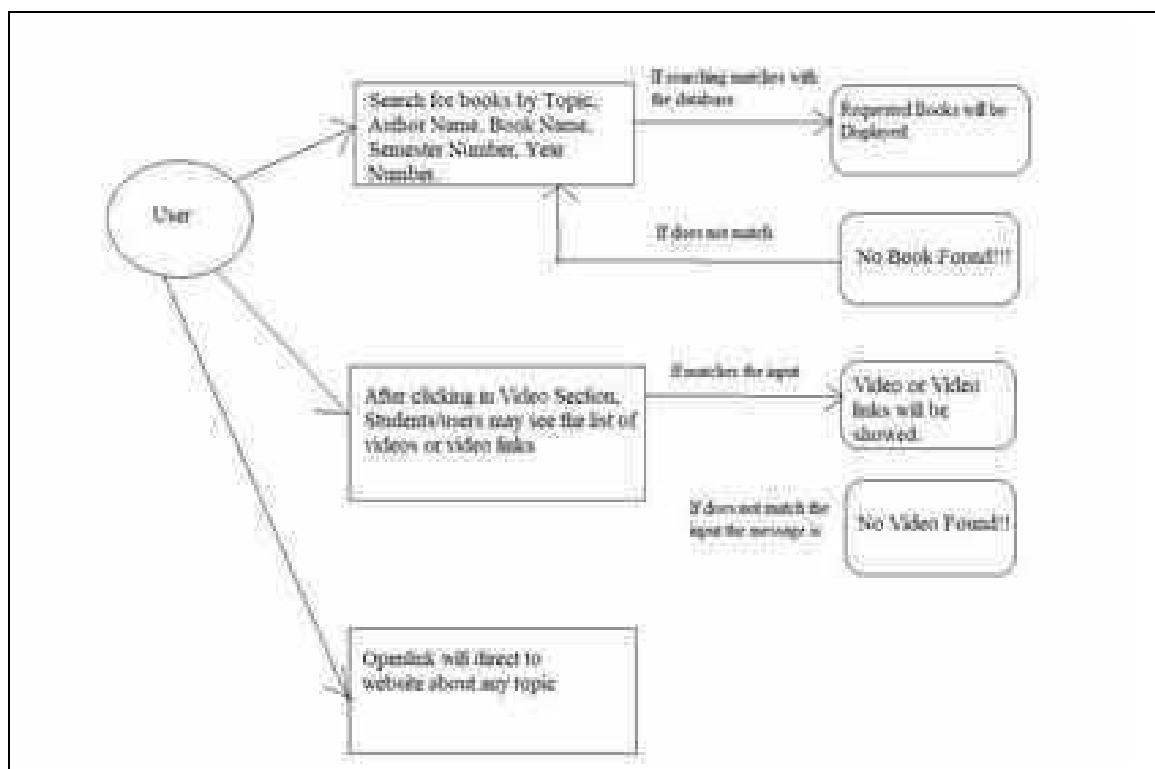 User
Search for books by Topic,
Author Name, Book Name,
Semester Number, Year
Number.
If searching matches with
the database
Requested Books will be
Displayed
If does not match
No Book Found!!!
After clicking in Video Section,
Students/users may see the list of
videos or video links
If matches the input
Video or Video
links will be
showed.
If does not match the
input the message is
No Video Found!!
Openlink will direct to
website about any topic